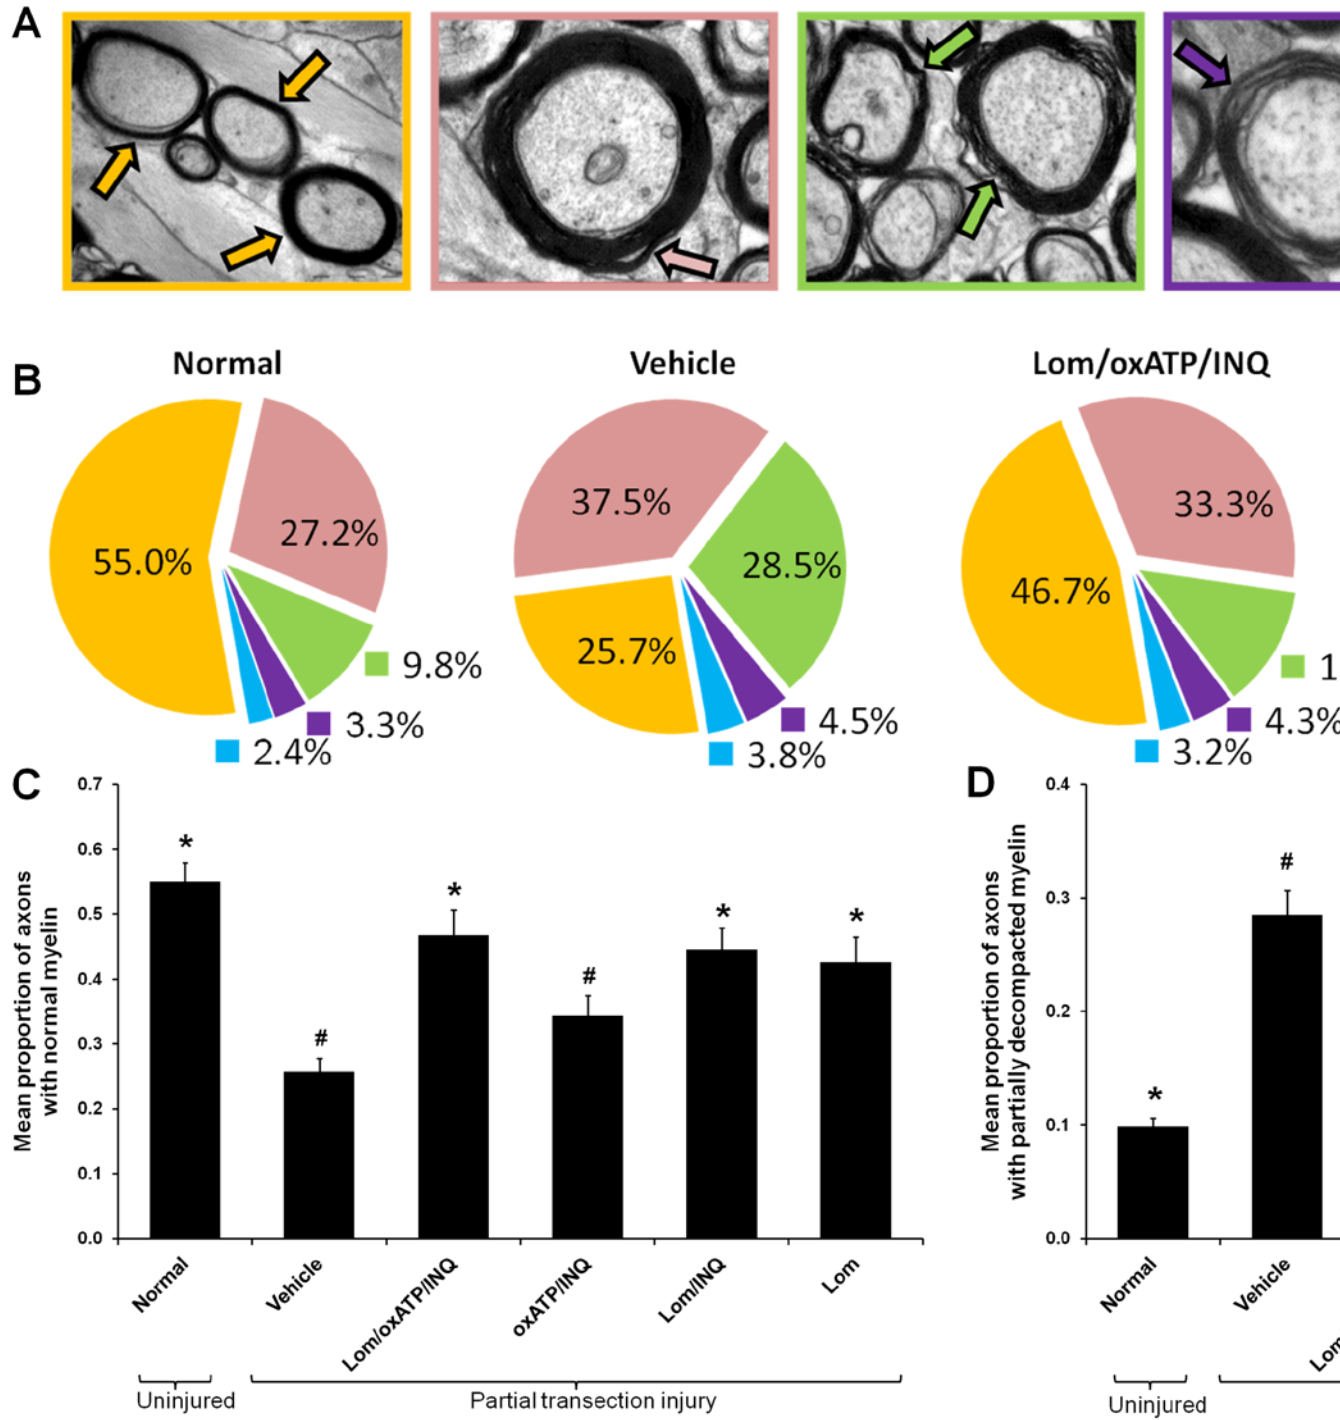 A
B
Normal
Vehicle
Lom/oxATP/INQ
55.0%
27.2%
9.8%
3.3%
2.4%
37.5%
28.5%
25.7%
4.5%
3.8%
33.3%
46.7%
1
4.3%
3.2%
C
Mean proportion of axons
with normal myelin
0.7
0.6
0.5
0.4
0.3
0.2
0.1
0.0
*
#
*
#
*
*
Normal
Vehicle
Lom/oxATP/INQ
oxATP/INQ
Lom/INQ
Lom
Uninjured
Partial transection injury
D
Mean proportion of axons
with partially decompacted myelin
0.4
0.3
0.2
0.1
0.0
*
#
Normal
Vehicle
Lom
Uninjured